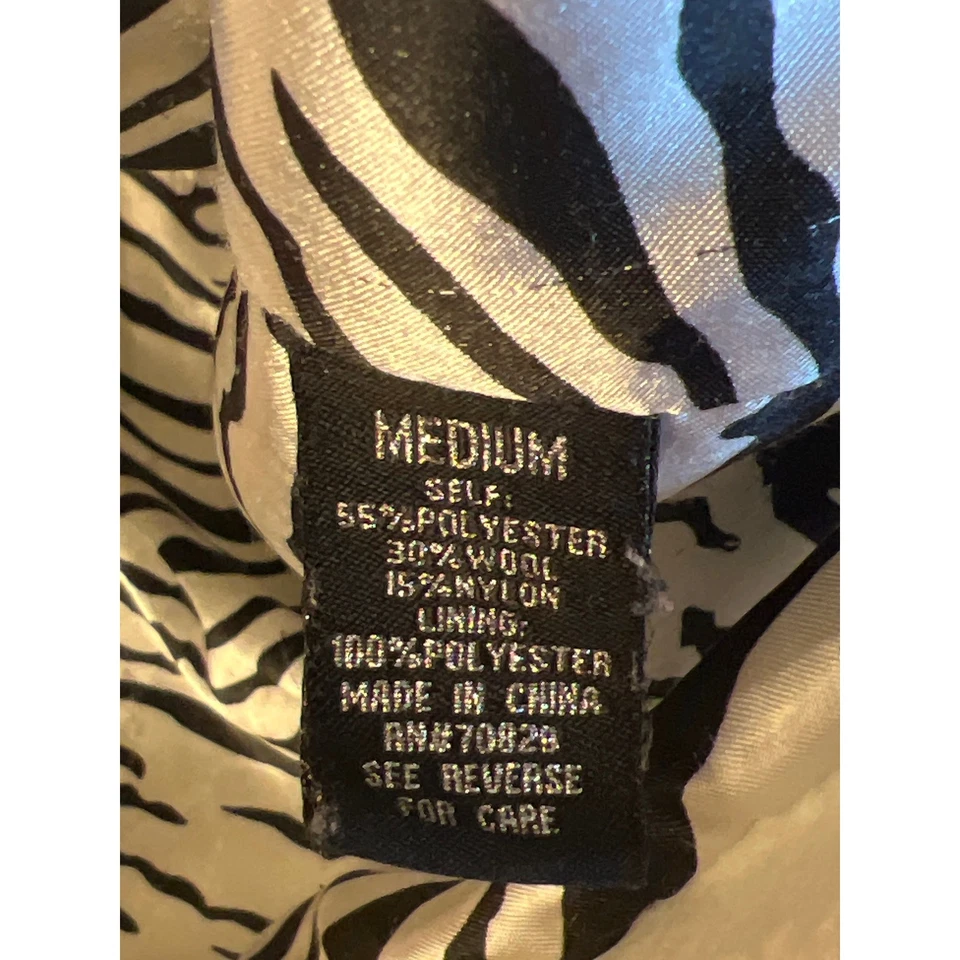 MEDIUM
SELF:
55%POLYESTER
30%WOOL
15%NYLON
LINING:
100%POLYESTER
MADE IN CHINA
RN#70829
SEE REVERSE
FOR CARE